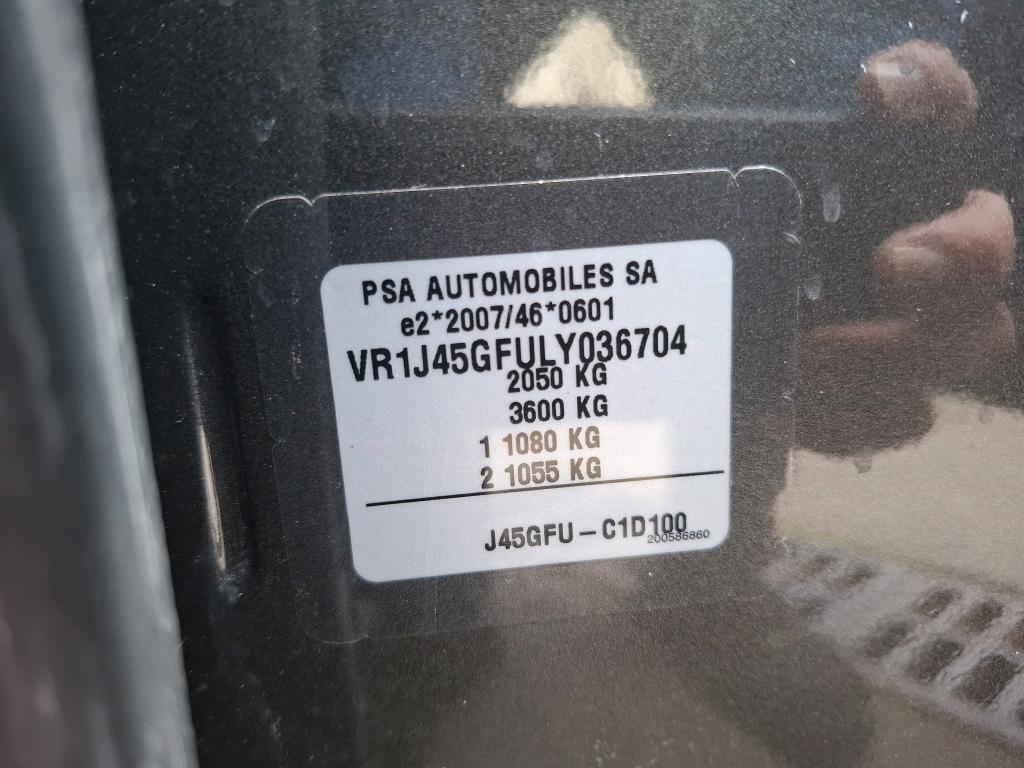 PSA AUTOMOBILES SA
e2*2007/46*0601
VR1J45GFULY036704
2050 KG
3600 KG
1 1080 KG
2 1055 KG
J45GFU-C1D100
200586860